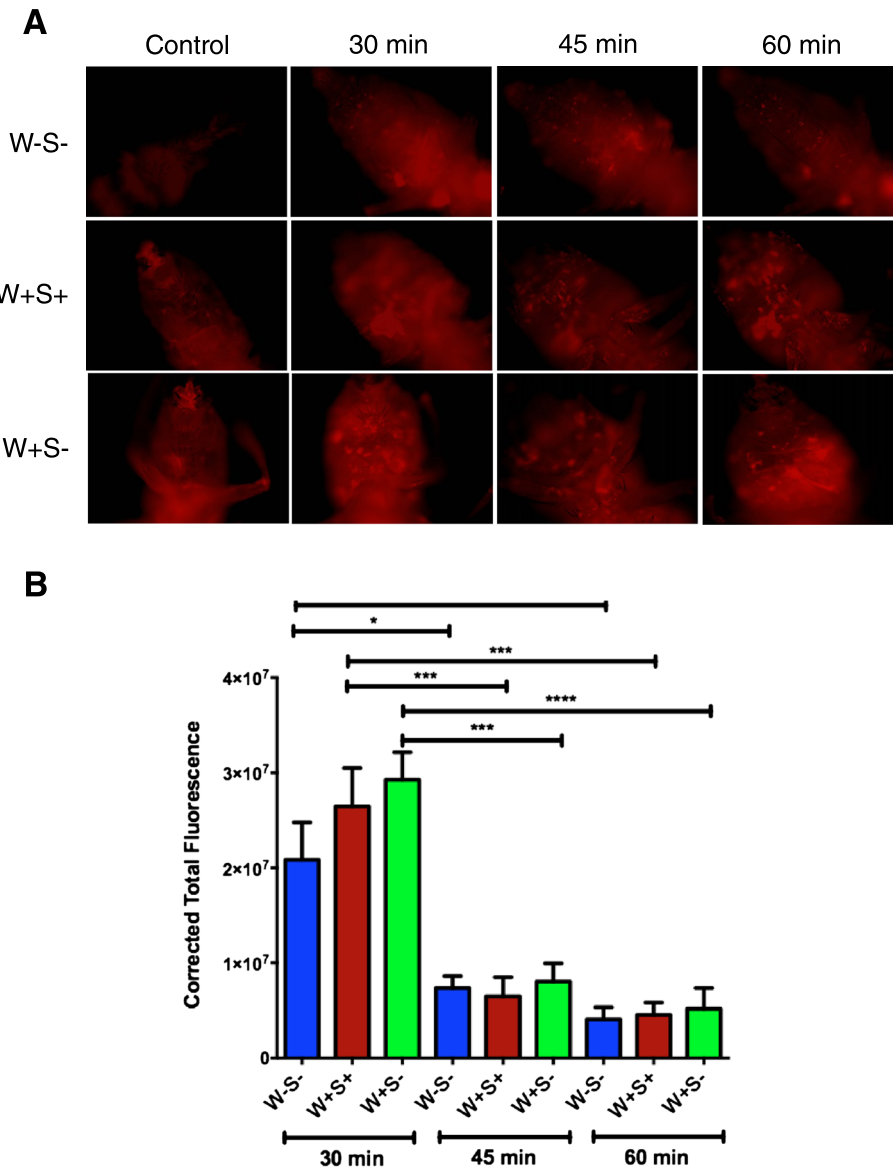 A
Control 30 min 45 min 60 min
W-S-
W+S+
W+S-
B
*
***
***
****
***
4×10⁷
3×10⁷
2×10⁷
1×10⁷
0
Corrected Total Fluorescence
W-S- W+S+ W+S- W-S- W+S+ W+S- W-S- W+S+ W+S-
30 min 45 min 60 min